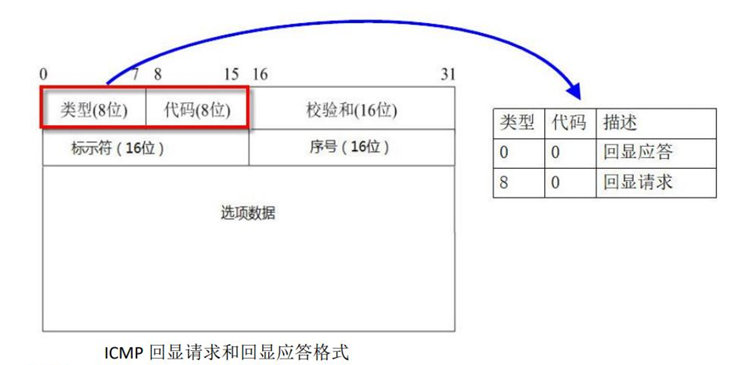 0 7 8 15 16 31
类型(8位) 代码(8位) 校验和(16位)
标示符（16位） 序号（16位）
选项数据
ICMP 回显请求和回显应答格式
类型 代码 描述
0 0 回显应答
8 0 回显请求